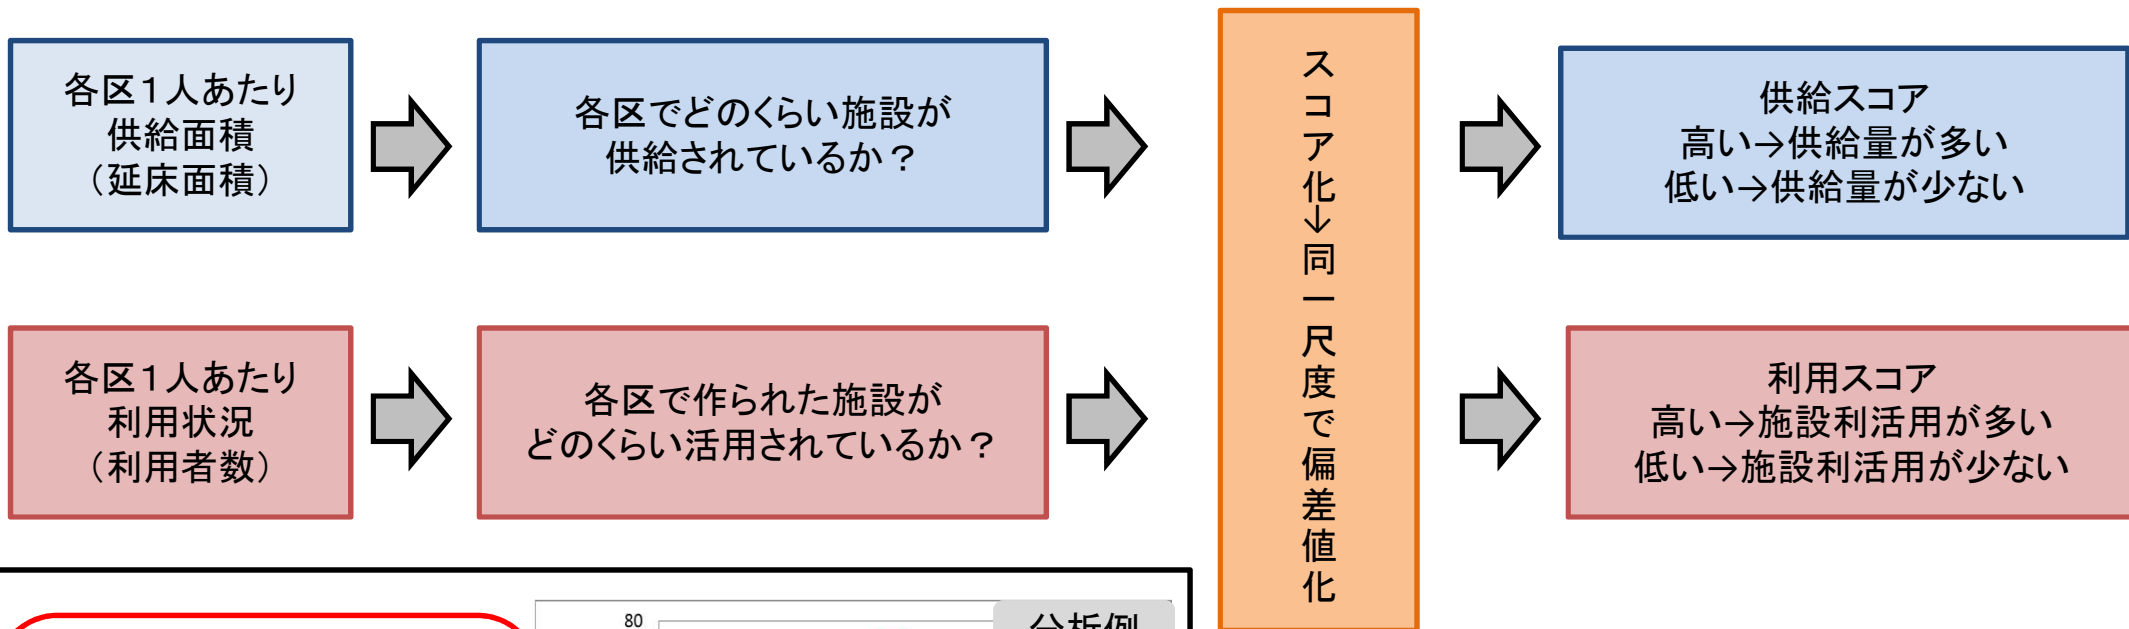 各区１人あたり
供給面積
（延床面積）
各区でどのくらい施設が
供給されているか？
スコア化→同一尺度で偏差値化
供給スコア
高い→供給量が多い
低い→供給量が少ない
各区１人あたり
利用状況
（利用者数）
各区で作られた施設が
どのくらい活用されているか？
利用スコア
高い→施設利活用が多い
低い→施設利活用が少ない
80
分析例